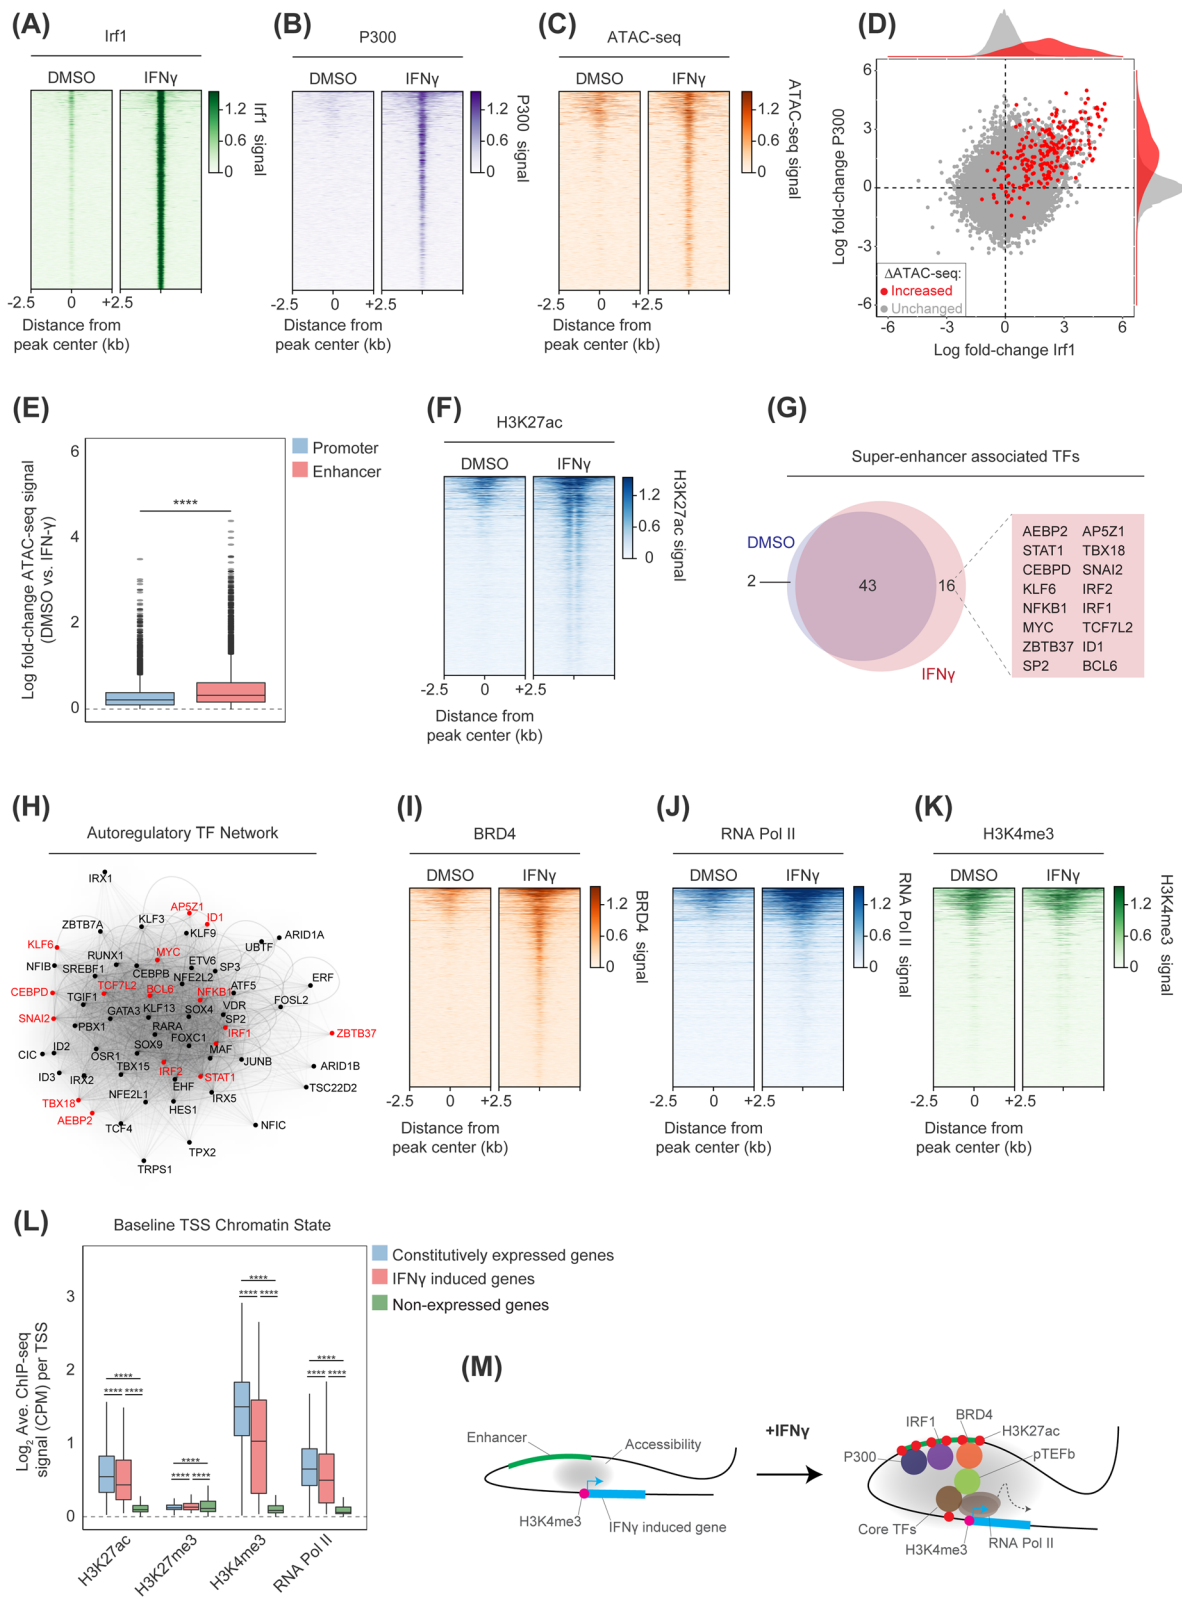 (A)
Irf1
DMSO
IFNγ
1.2
0.6
0
Irf1 signal
-2.5
0
+2.5
Distance from
peak center (kb)
(B)
P300
DMSO
IFNγ
1.2
0.6
0
P300 signal
-2.5
0
+2.5
Distance from
peak center (kb)
(C)
ATAC-seq
DMSO
IFNγ
1.2
0.6
0
ATAC-seq signal
-2.5
0
+2.5
Distance from
peak center (kb)
(D)
Log fold-change P300
6
3
0
-3
-6
ΔATAC-seq:
Increased
Unchanged
-6
-3
0
3
6
Log fold-change Irf1
(E)
Log fold-change ATAC-seq signal
(DMSO vs. IFN-γ)
6
4
2
0
****
Promoter
Enhancer
(F)
H3K27ac
DMSO
IFNγ
1.2
0.6
0
H3K27ac signal
-2.5
0
+2.5
Distance from
peak center (kb)
(G)
Super-enhancer associated TFs
DMSO
2
43
16
IFNγ
AEBP2 AP5Z1
STAT1 TBX18
CEBPD SNAI2
KLF6 IRF2
NFKB1 IRF1
MYC TCF7L2
ZBTB37 ID1
SP2 BCL6
(H)
Autoregulatory TF Network
IRX1
AP5Z1
ID1
KLF3
ZBTB7A
KLF9
ARID1A
UBTF
KLF6
MYC
RUNX1
ETV6
NFIB
SREBF1
CEBPB
SP3
NFE2L2
ERF
TCF7L2
ATF5
CEBPD
BCL6
NFKB1
TGIF1
FOSL2
VDR
KLF13
SOX4
GATA3
SP2
SNAI2
PBX1
RARA
IRF1
ZBTB37
FOXC1
SOX9
MAF
CIC
ID2
OSR1
JUNB
TBX15
IRF2
ARID1B
ID3
IRX2
STAT1
EHF
TSC22D2
NFE2L1
IRX5
TBX18
HES1
AEBP2
TCF4
NFIC
TPX2
TRPS1
(I)
BRD4
DMSO
IFNγ
1.2
0.6
0
BRD4 signal
-2.5
0
+2.5
Distance from
peak center (kb)
(J)
RNA Pol II
DMSO
IFNγ
1.2
0.6
0
RNA Pol II signal
-2.5
0
+2.5
Distance from
peak center (kb)
(K)
H3K4me3
DMSO
IFNγ
1.2
0.6
0
H3K4me3 signal
-2.5
0
+2.5
Distance from
peak center (kb)
(L)
Baseline TSS Chromatin State
Log2 Ave. ChIP-seq
signal (CPM) per TSS
3
2
1
0
****
**** ****
****
**** ****
****
**** ****
****
**** ****
H3K27ac
H3K27me3
H3K4me3
RNA Pol II
Constitutively expressed genes
IFNγ induced genes
Non-expressed genes
(M)
Enhancer
Accessibility
H3K4me3
IFNγ induced gene
+IFNγ
IRF1
BRD4
H3K27ac
P300
pTEFb
Core TFs
H3K4me3
RNA Pol II